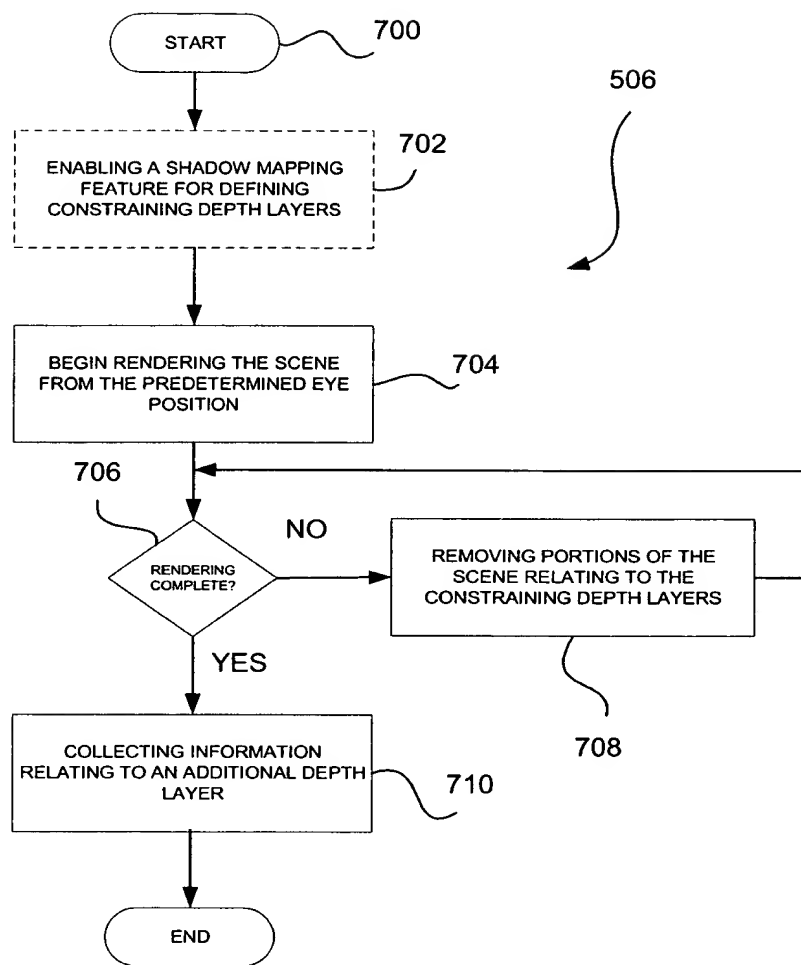 START
700
506
702
ENABLING A SHADOW MAPPING
FEATURE FOR DEFINING
CONSTRAINING DEPTH LAYERS
BEGIN RENDERING THE SCENE
FROM THE PREDETERMINED EYE
POSITION
704
706
NO
RENDERING
COMPLETE?
REMOVING PORTIONS OF THE
SCENE RELATING TO THE
CONSTRAINING DEPTH LAYERS
YES
708
COLLECTING INFORMATION
RELATING TO AN ADDITIONAL DEPTH
LAYER
710
END